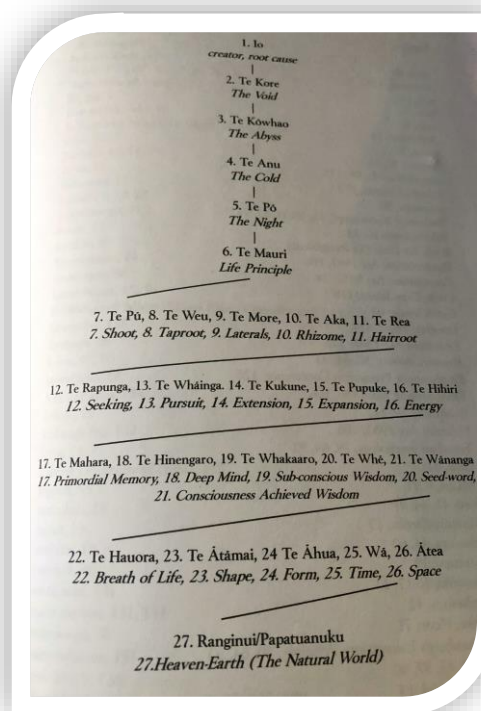 1. Io
creator, root cause
2. Te Kore
The Void
3. Te Kōwhao
The Abyss
4. Te Anu
The Cold
5. Te Pō
The Night
6. Te Mauri
Life Principle
7. Te Pū, 8. Te Weu, 9. Te More, 10. Te Aka, 11. Te Rea
7. Shoot, 8. Taproot, 9. Laterals, 10. Rhizome, 11. Hairroot
12. Te Rapunga, 13. Te Whāinga. 14. Te Kukune, 15. Te Pupuke, 16. Te Hihiri
12. Seeking, 13. Pursuit, 14. Extension, 15. Expansion, 16. Energy
17. Te Mahara, 18. Te Hinengaro, 19. Te Whakaaro, 20. Te Whē, 21. Te Wānanga
17. Primordial Memory, 18. Deep Mind, 19. Sub-conscious Wisdom, 20. Seed-word,
21. Consciousness Achieved Wisdom
22. Te Hauora, 23. Te Ātāmai, 24 Te Āhua, 25. Wā, 26. Ātea
22. Breath of Life, 23. Shape, 24. Form, 25. Time, 26. Space
27. Ranginui/Papatuanuku
27.Heaven-Earth (The Natural World)